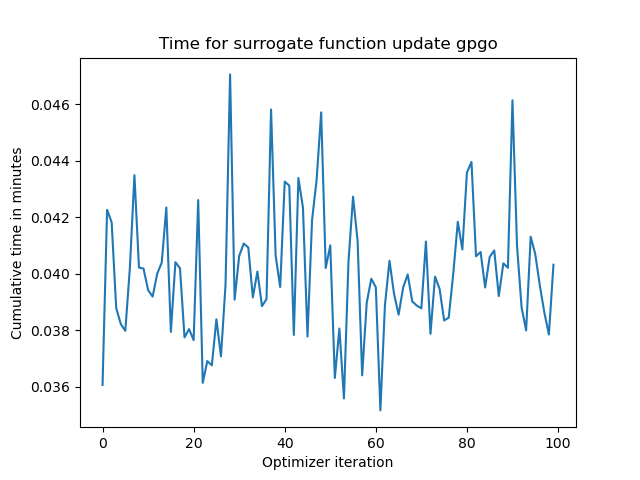 Time for surrogate function update gpgo
Cumulative time in minutes
0.046
0.044
0.042
0.040
0.038
0.036
0 20 40 60 80 100
Optimizer iteration